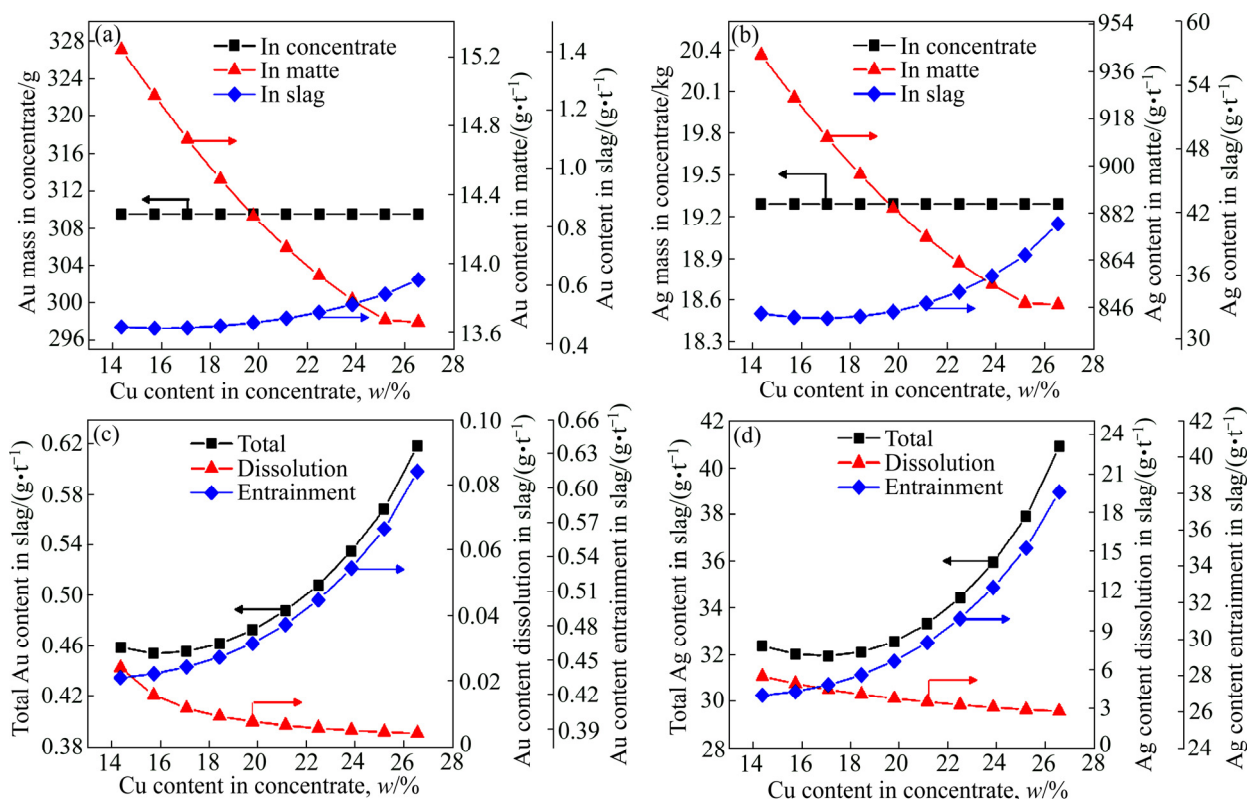 (a)
In concentrate
In matte
In slag
Au mass in concentrate/g
328
324
320
316
312
308
304
300
296
14 16 18 20 22 24 26 28
Cu content in concentrate, w/%
15.2
14.8
14.4
14.0
13.6
Au content in matte/(g•t⁻¹)
1.4
1.2
1.0
0.8
0.6
0.4
Au content in slag/(g•t⁻¹)
(b)
In concentrate
In matte
In slag
Ag mass in concentrate/kg
20.4
20.1
19.8
19.5
19.2
18.9
18.6
18.3
14 16 18 20 22 24 26 28
Cu content in concentrate, w/%
954
936
918
900
882
864
846
Ag content in matte/(g•t⁻¹)
60
54
48
42
36
30
Ag content in slag/(g•t⁻¹)
(c)
Total
Dissolution
Entrainment
Total Au content in slag/(g•t⁻¹)
0.62
0.58
0.54
0.50
0.46
0.42
0.38
14 16 18 20 22 24 26 28
Cu content in concentrate, w/%
0.10
0.08
0.06
0.04
0.02
0
Au content dissolution in slag/(g•t⁻¹)
0.66
0.63
0.60
0.57
0.54
0.51
0.48
0.45
0.42
0.39
Au content entrainment in slag/(g•t⁻¹)
(d)
Total
Dissolution
Entrainment
Total Ag content in slag/(g•t⁻¹)
42
40
38
36
34
32
30
28
14 16 18 20 22 24 26 28
Cu content in concentrate, w/%
24
21
18
15
12
9
6
3
0
Ag content dissolution in slag/(g•t⁻¹)
42
40
38
36
34
32
30
28
26
24
Ag content entrainment in slag/(g•t⁻¹)